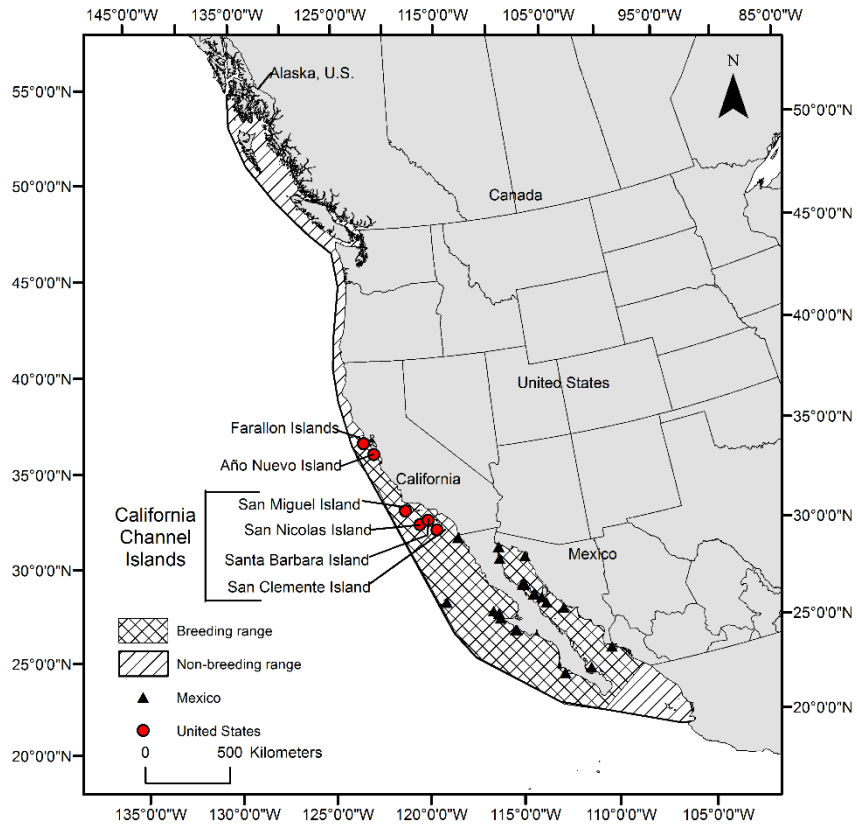 145°0'0"W 135°0'0"W 125°0'0"W 115°0'0"W 105°0'0"W 95°0'0"W 85°0'0"W
Alaska, U.S.
N
55°0'0"N
50°0'0"N
50°0'0"N
Canada
45°0'0"N
45°0'0"N
40°0'0"N
40°0'0"N
United States
35°0'0"N
Farallon Islands
Año Nuevo Island
35°0'0"N
California
San Miguel Island
30°0'0"N
California
Channel
Islands
San Nicolas Island
Santa Barbara Island
San Clemente Island
Mexico
30°0'0"N
25°0'0"N
Breeding range
Non-breeding range
25°0'0"N
Mexico
20°0'0"N
United States
0 500 Kilometers
20°0'0"N
135°0'0"W 130°0'0"W 125°0'0"W 120°0'0"W 115°0'0"W 110°0'0"W 105°0'0"W